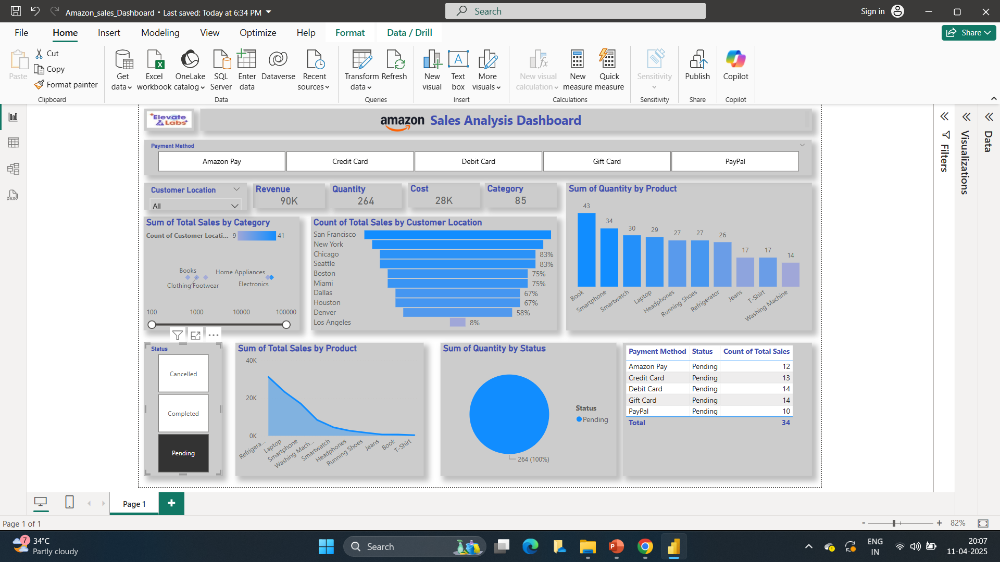 Amazon_sales_Dashboard • Last saved: Today at 6:34 PM
Search
Sign in
File
Home
Insert
Modeling
View
Optimize
Help
Format
Data / Drill
Share
Paste
Cut
Copy
Format painter
Clipboard
Get data
Excel workbook
OneLake catalog
SQL Server
Enter data
Dataverse
Recent sources
Data
Transform data
Refresh
Queries
New visual
Text box
More visuals
Insert
New visual calculation
New measure
Quick measure
Calculations
Sensitivity
Sensitivity
Publish
Share
Copilot
Copilot
Elevate Labs
amazon Sales Analysis Dashboard
Payment Method
Amazon Pay
Credit Card
Debit Card
Gift Card
PayPal
Customer Location
All
Revenue
90K
Quantity
264
Cost
28K
Category
85
Sum of Total Sales by Category
Count of Customer Locati... 9 41
Books
Home Appliances
Clothing Footwear
Electronics
100 1000 10000 100000
Count of Total Sales by Customer Location
San Francisco
New York
Chicago 83%
Seattle 83%
Boston 75%
Miami 75%
Dallas 67%
Houston 67%
Denver 58%
Los Angeles 8%
Sum of Quantity by Product
43 34 30 29 27 27 26 17 17 14
Book
Smartphone
Smartwatch
Laptop
Headphones
Running Shoes
Refrigerator
Jeans
T-Shirt
Washing Machine
Status
Cancelled
Completed
Pending
Sum of Total Sales by Product
40K
20K
0K
Refrigera...
Laptop
Smartphone
Washing Mach...
Smartwatch
Headphones
Running Shoes
Jeans
Book
T-Shirt
Sum of Quantity by Status
264 (100%)
Status
Pending
Payment Method Status Count of Total Sales
Amazon Pay Pending 12
Credit Card Pending 13
Debit Card Pending 14
Gift Card Pending 14
PayPal Pending 10
Total 34
Filters
Visualizations
Data
DAX
Page 1
Page 1 of 1
- + 82%
7
34°C
Partly cloudy
Search
P
ENG
IN
20:07
11-04-2025